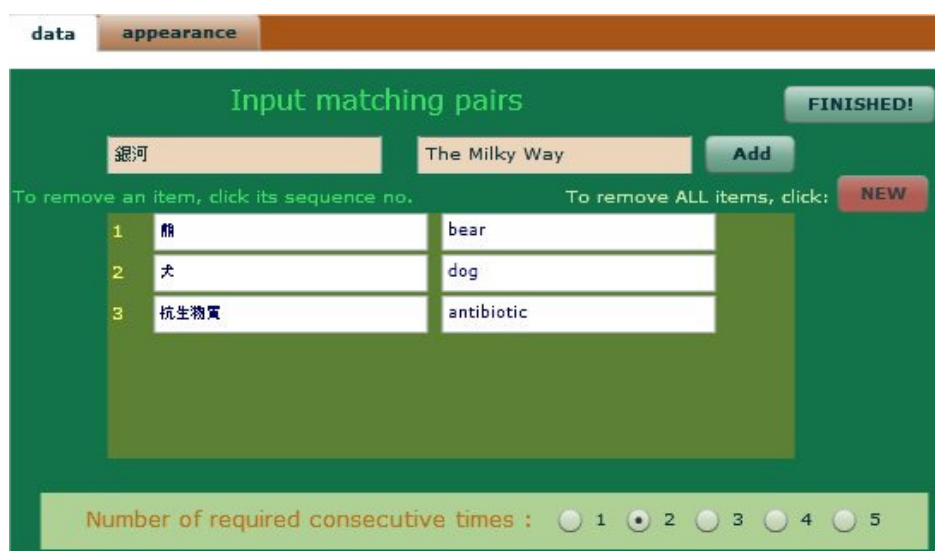 data appearance
Input matching pairs
FINISHED!
銀河 The Milky Way Add
To remove an item, click its sequence no. To remove ALL items, click: NEW
1 熊 bear
2 犬 dog
3 抗生物質 antibiotic
Number of required consecutive times : 1 2 3 4 5